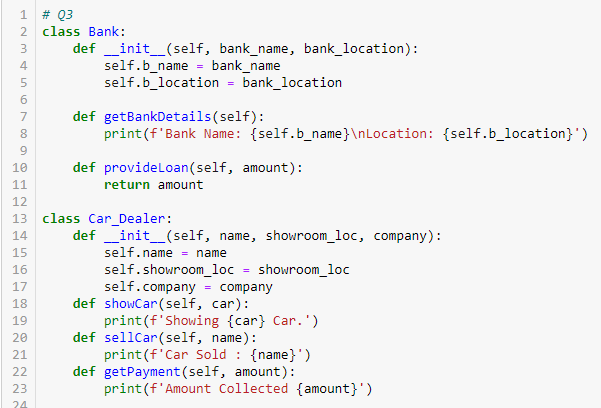 1 # Q3
2 class Bank:
3     def __init__(self, bank_name, bank_location):
4         self.b_name = bank_name
5         self.b_location = bank_location
6
7     def getBankDetails(self):
8         print(f'Bank Name: {self.b_name}\nLocation: {self.b_location}')
9
10     def provideLoan(self, amount):
11         return amount
12
13 class Car_Dealer:
14     def __init__(self, name, showroom_loc, company):
15         self.name = name
16         self.showroom_loc = showroom_loc
17         self.company = company
18     def showCar(self, car):
19         print(f'Showing {car} Car.')
20     def sellCar(self, name):
21         print(f'Car Sold : {name}')
22     def getPayment(self, amount):
23         print(f'Amount Collected {amount}')
24